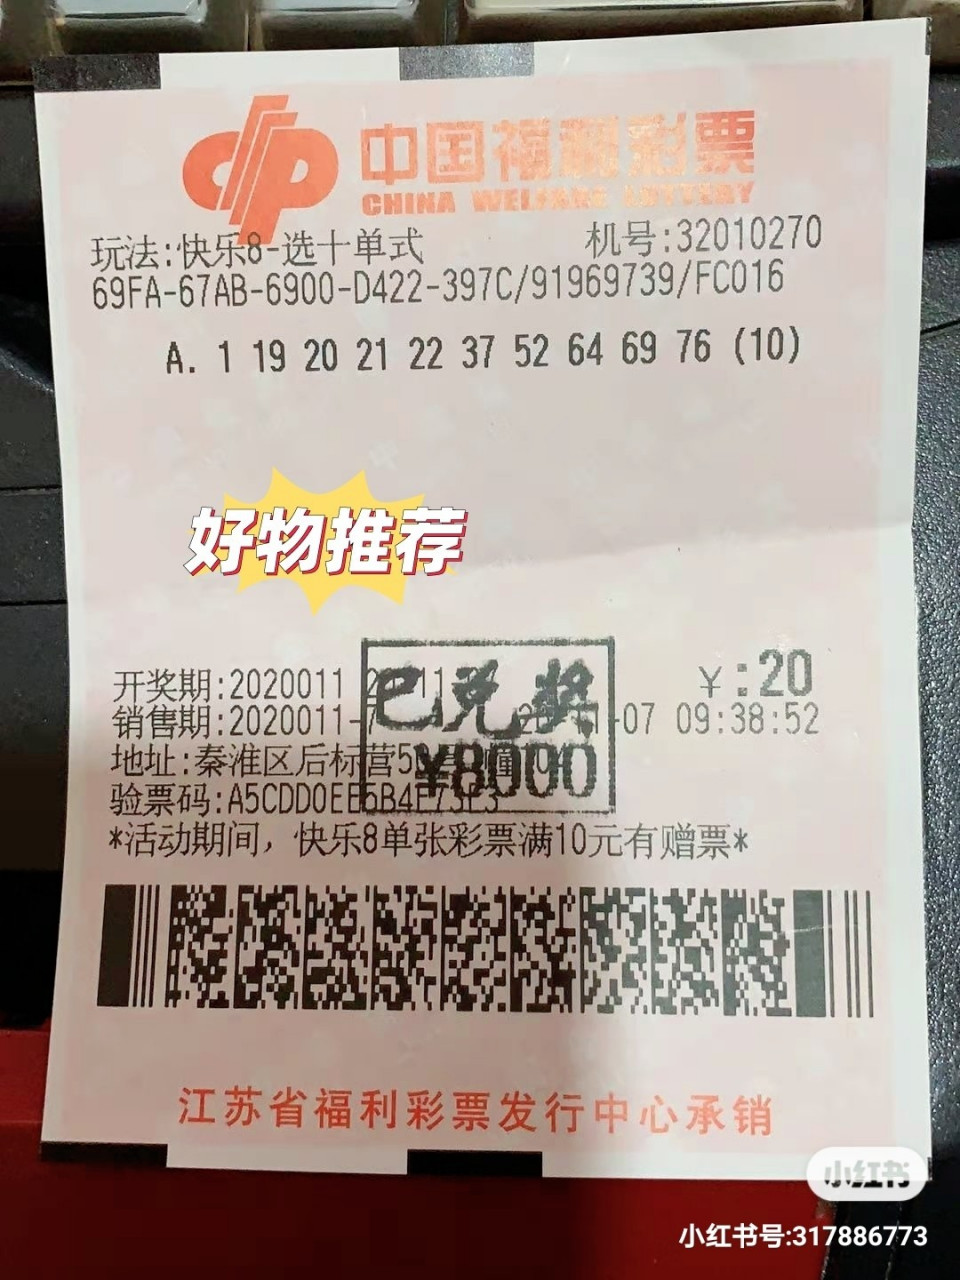 中国福利彩票
CHINA WELFARE LOTTERY
玩法:快乐8-选十单式 机号:32010270
69FA-67AB-6900-D422-397C/91969739/FC016
A. 1 19 20 21 22 37 52 64 69 76 (10)
好物推荐
开奖期:2020011 ￥:20
销售期:2020011-7 -07 09:38:52
已兑奖
¥8000
地址:秦淮区后标营
验票码:A5CDD0EE6B4F73E3
*活动期间，快乐8单张彩票满10元有赠票*
江苏省福利彩票发行中心承销
小红书
小红书号:317886773